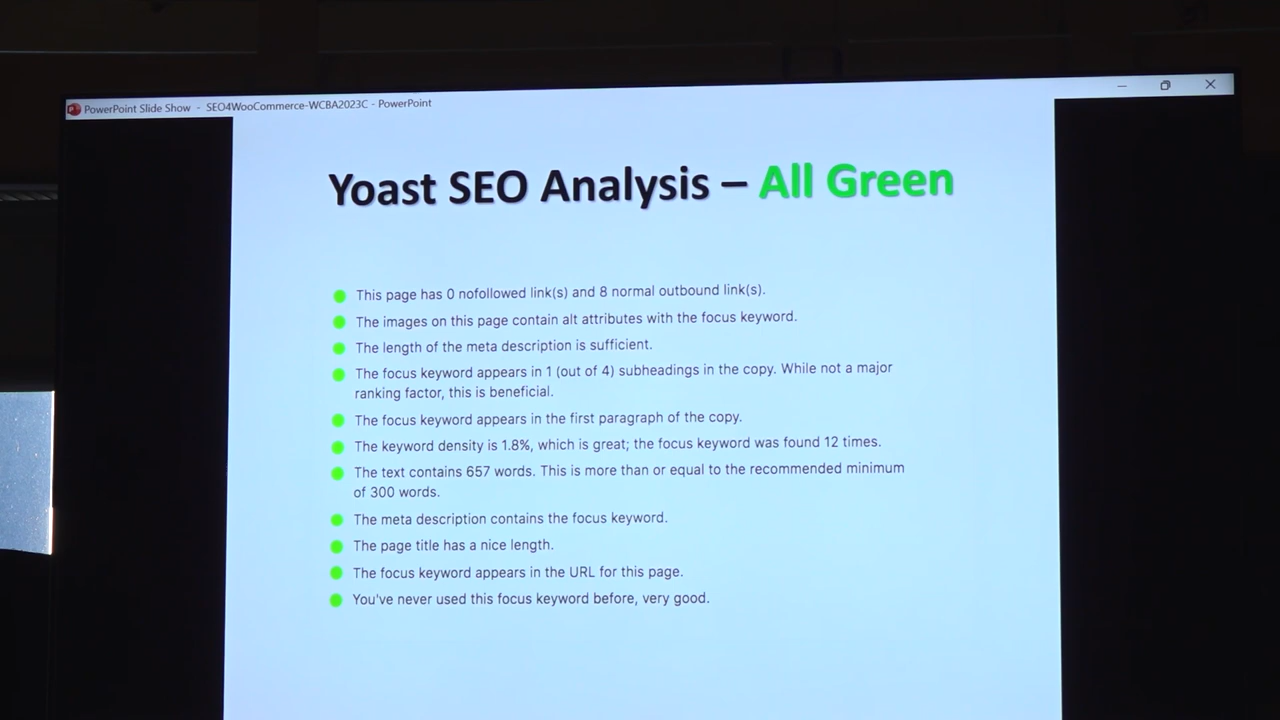 PowerPoint Slide Show - SEO4WooCommerce-WCBA2023C - PowerPoint
Yoast SEO Analysis – All Green
This page has 0 nofollowed link(s) and 8 normal outbound link(s).
The images on this page contain alt attributes with the focus keyword.
The length of the meta description is sufficient.
The focus keyword appears in 1 (out of 4) subheadings in the copy. While not a major
ranking factor, this is beneficial.
The focus keyword appears in the first paragraph of the copy.
The keyword density is 1.8%, which is great; the focus keyword was found 12 times.
The text contains 657 words. This is more than or equal to the recommended minimum
of 300 words.
The meta description contains the focus keyword.
The page title has a nice length.
The focus keyword appears in the URL for this page.
You've never used this focus keyword before, very good.